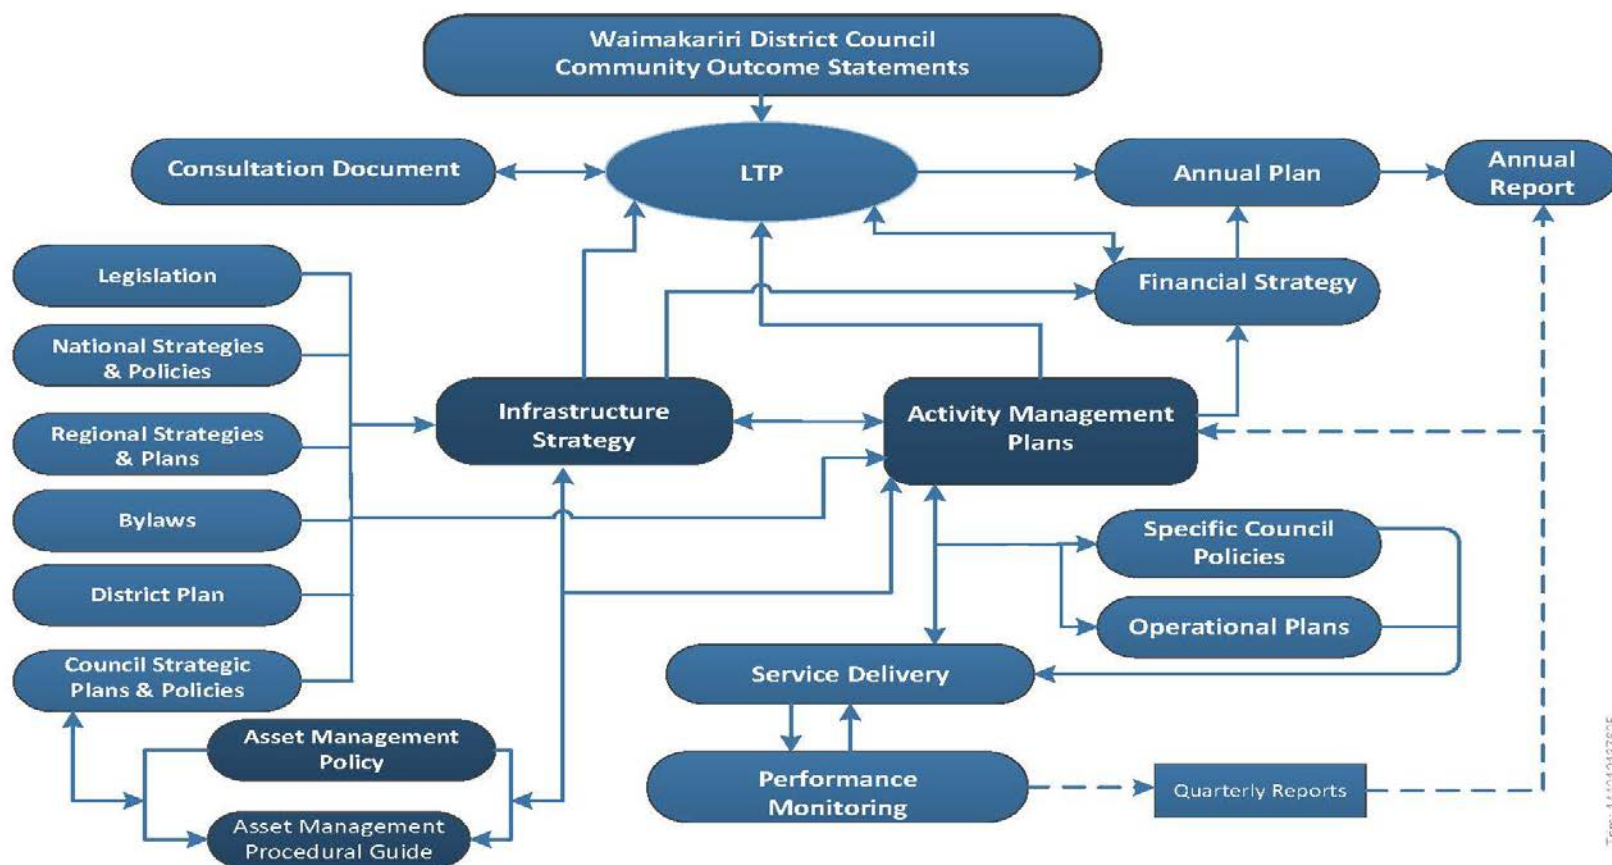 Waimakariri District Council
Community Outcome Statements
Consultation Document
LTP
Annual Plan
Annual
Report
Legislation
Financial Strategy
National Strategies
& Policies
Infrastructure
Strategy
Activity Management
Plans
Regional Strategies
& Plans
Bylaws
Specific Council
Policies
District Plan
Operational Plans
Council Strategic
Plans & Policies
Service Delivery
Asset Management
Policy
Performance
Monitoring
Quarterly Reports
Asset Management
Procedural Guide